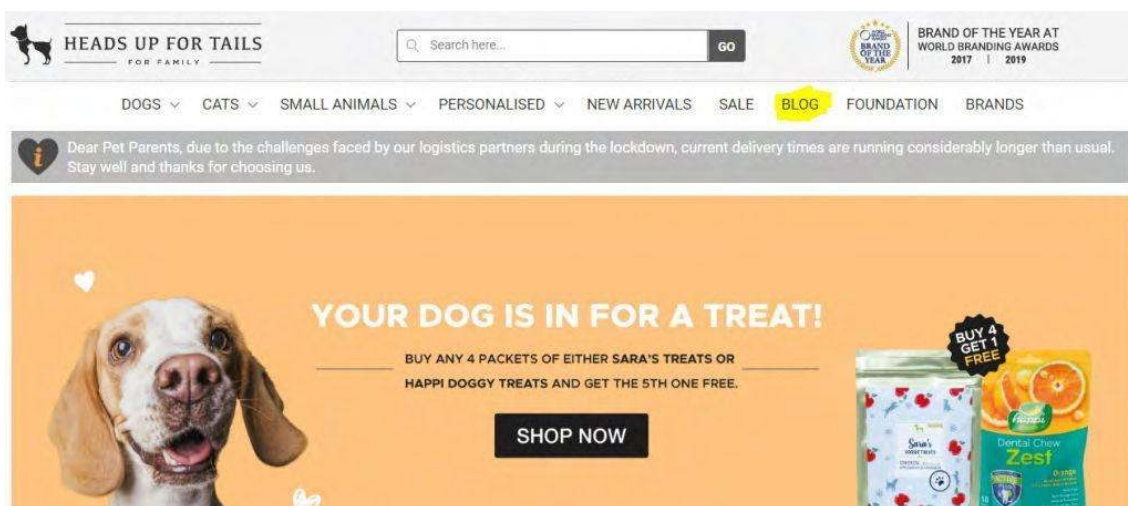 HEADS UP FOR TAILS
FOR FAMILY
Search here...
GO
BRAND
OF THE
YEAR
BRAND OF THE YEAR AT
WORLD BRANDING AWARDS
2017 | 2019
DOGS CATS SMALL ANIMALS PERSONALISED NEW ARRIVALS SALE BLOG FOUNDATION BRANDS
i
Dear Pet Parents, due to the challenges faced by our logistics partners during the lockdown, current delivery times are running considerably longer than usual.
Stay well and thanks for choosing us.
YOUR DOG IS IN FOR A TREAT!
BUY ANY 4 PACKETS OF EITHER SARA'S TREATS OR
HAPPI DOGGY TREATS AND GET THE 5TH ONE FREE.
SHOP NOW
BUY 4
GET 1
FREE
Sara's
happi
Dental Chew
Zest
Orange